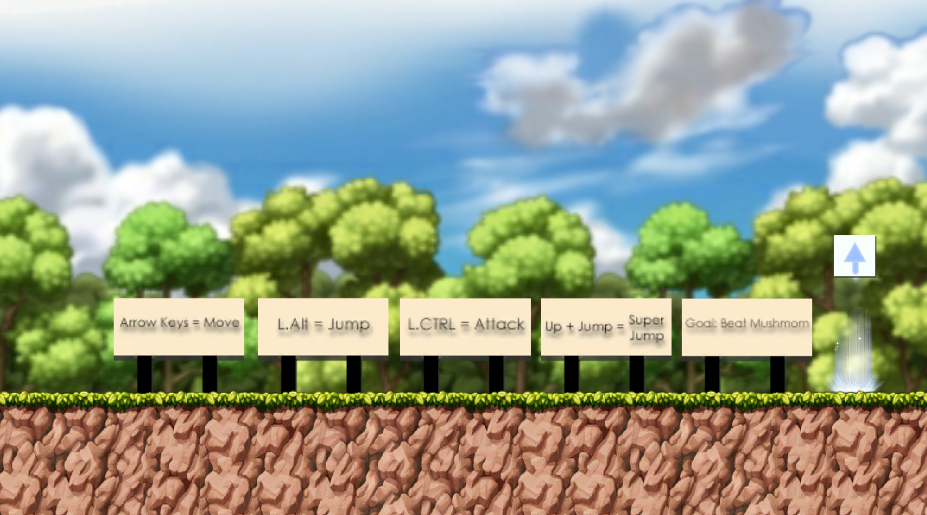 Arrow Keys = Move
L.Alt = Jump
L.CTRL = Attack
Up + Jump = Super
Jump
Goal: Beat Mushmom